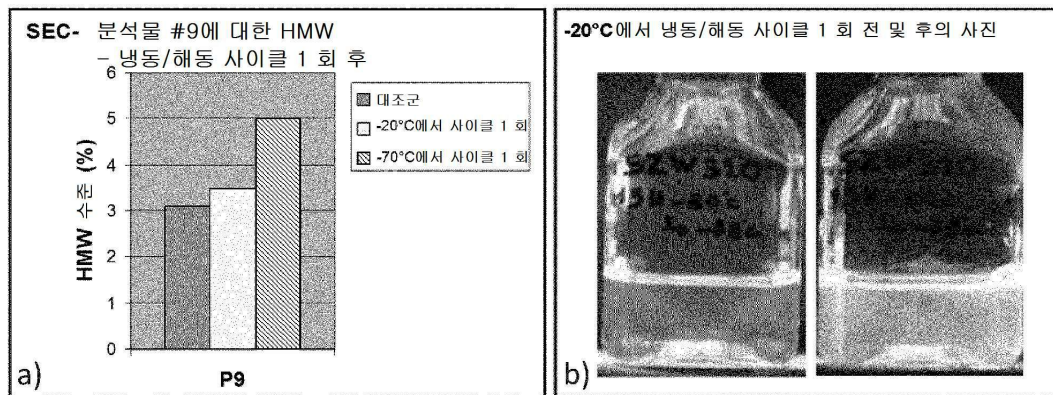 SEC- 분석물 #9에 대한 HMW
– 냉동/해동 사이클 1 회 후
6
5
4
3
2
1
0
HMW 수준 (%)
P9
대조군
-20°C에서 사이클 1 회
-70°C에서 사이클 1 회
a)
-20°C에서 냉동/해동 사이클 1 회 전 및 후의 사진
b)